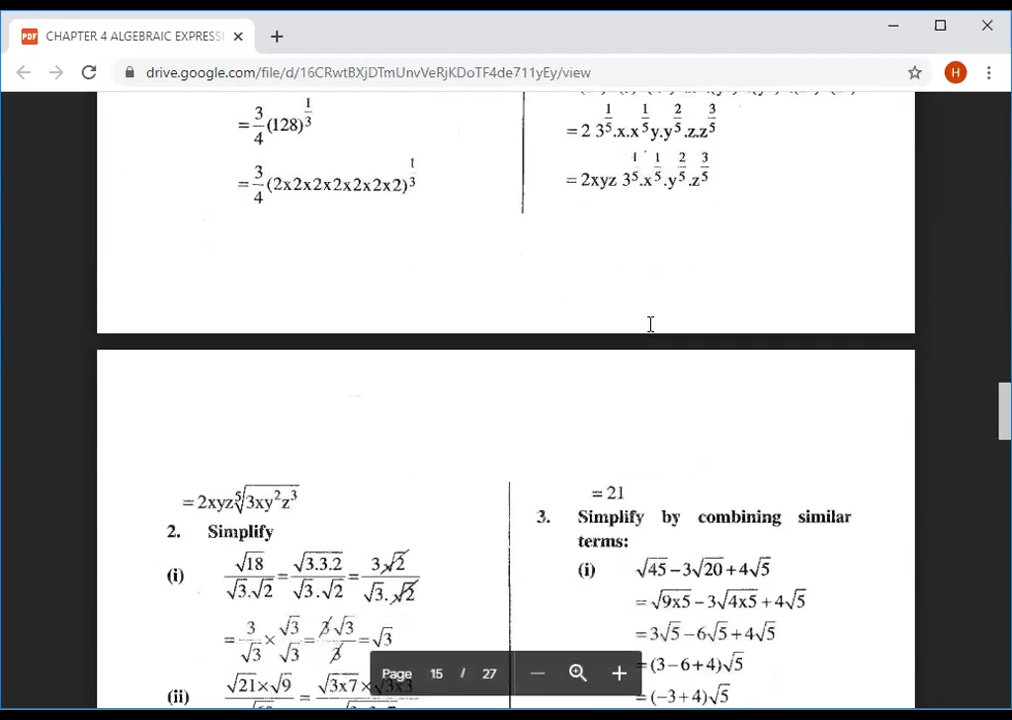 CHAPTER 4 ALGEBRAIC EXPRESSI
drive.google.com/file/d/16CRwtBXjDTmUnvVeRjKDoTF4de711yEy/view
H
= 3/4 (128)^(1/3)
= 3/4 (2x2x2x2x2x2x2)^(1/3)
= 2 3^(1/5).x.x^(1/5) y.y^(2/5).z.z^(3/5)
= 2xyz 3^(1/5).x^(1/5).y^(2/5).z^(3/5)
= 2xyz ⁵√(3xy²z³)
2. Simplify
(i) √18/(√3.√2) = √(3.3.2)/(√3.√2) = 3√2/(√3.√2)
= 3/√3 × √3/√3 = 3√3/3 = √3
(ii) √21×√9 = √(3x7)×√(3x3)
= 21
3. Simplify by combining similar
terms:
(i) √45 − 3√20 + 4√5
= √(9x5) − 3√(4x5) + 4√5
= 3√5 − 6√5 + 4√5
= (3−6+4)√5
= (−3+4)√5
Page 15 / 27